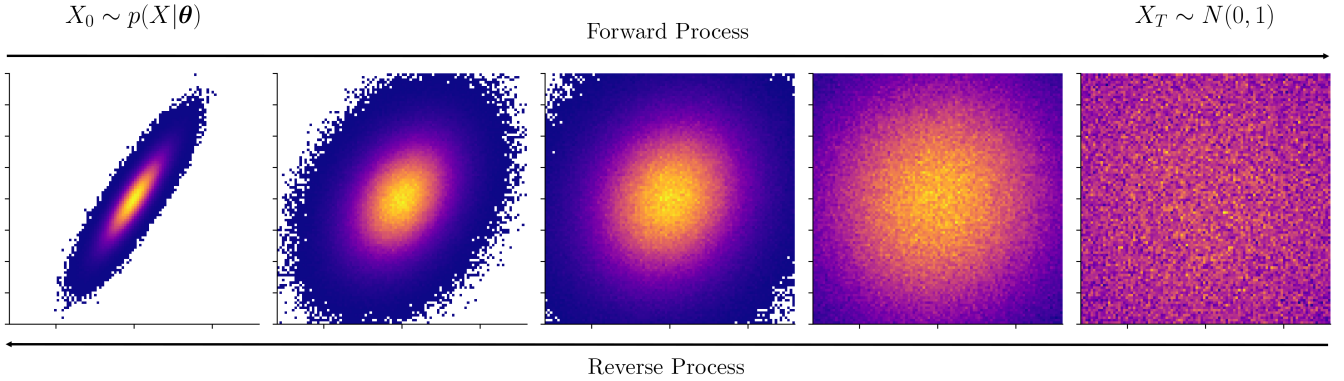 X_0 ∼ p(X|𝜽)
X_T ∼ N(0, 1)
Forward Process
Reverse Process